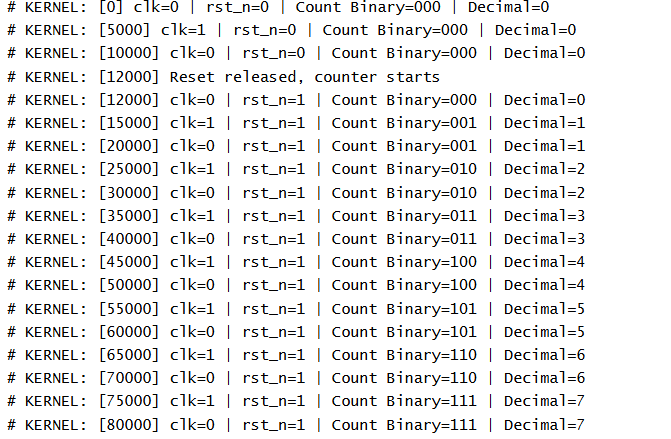 # KERNEL: [0] clk=0 | rst_n=0 | Count Binary=000 | Decimal=0
# KERNEL: [5000] clk=1 | rst_n=0 | Count Binary=000 | Decimal=0
# KERNEL: [10000] clk=0 | rst_n=0 | Count Binary=000 | Decimal=0
# KERNEL: [12000] Reset released, counter starts
# KERNEL: [12000] clk=0 | rst_n=1 | Count Binary=000 | Decimal=0
# KERNEL: [15000] clk=1 | rst_n=1 | Count Binary=001 | Decimal=1
# KERNEL: [20000] clk=0 | rst_n=1 | Count Binary=001 | Decimal=1
# KERNEL: [25000] clk=1 | rst_n=1 | Count Binary=010 | Decimal=2
# KERNEL: [30000] clk=0 | rst_n=1 | Count Binary=010 | Decimal=2
# KERNEL: [35000] clk=1 | rst_n=1 | Count Binary=011 | Decimal=3
# KERNEL: [40000] clk=0 | rst_n=1 | Count Binary=011 | Decimal=3
# KERNEL: [45000] clk=1 | rst_n=1 | Count Binary=100 | Decimal=4
# KERNEL: [50000] clk=0 | rst_n=1 | Count Binary=100 | Decimal=4
# KERNEL: [55000] clk=1 | rst_n=1 | Count Binary=101 | Decimal=5
# KERNEL: [60000] clk=0 | rst_n=1 | Count Binary=101 | Decimal=5
# KERNEL: [65000] clk=1 | rst_n=1 | Count Binary=110 | Decimal=6
# KERNEL: [70000] clk=0 | rst_n=1 | Count Binary=110 | Decimal=6
# KERNEL: [75000] clk=1 | rst_n=1 | Count Binary=111 | Decimal=7
# KERNEL: [80000] clk=0 | rst_n=1 | Count Binary=111 | Decimal=7